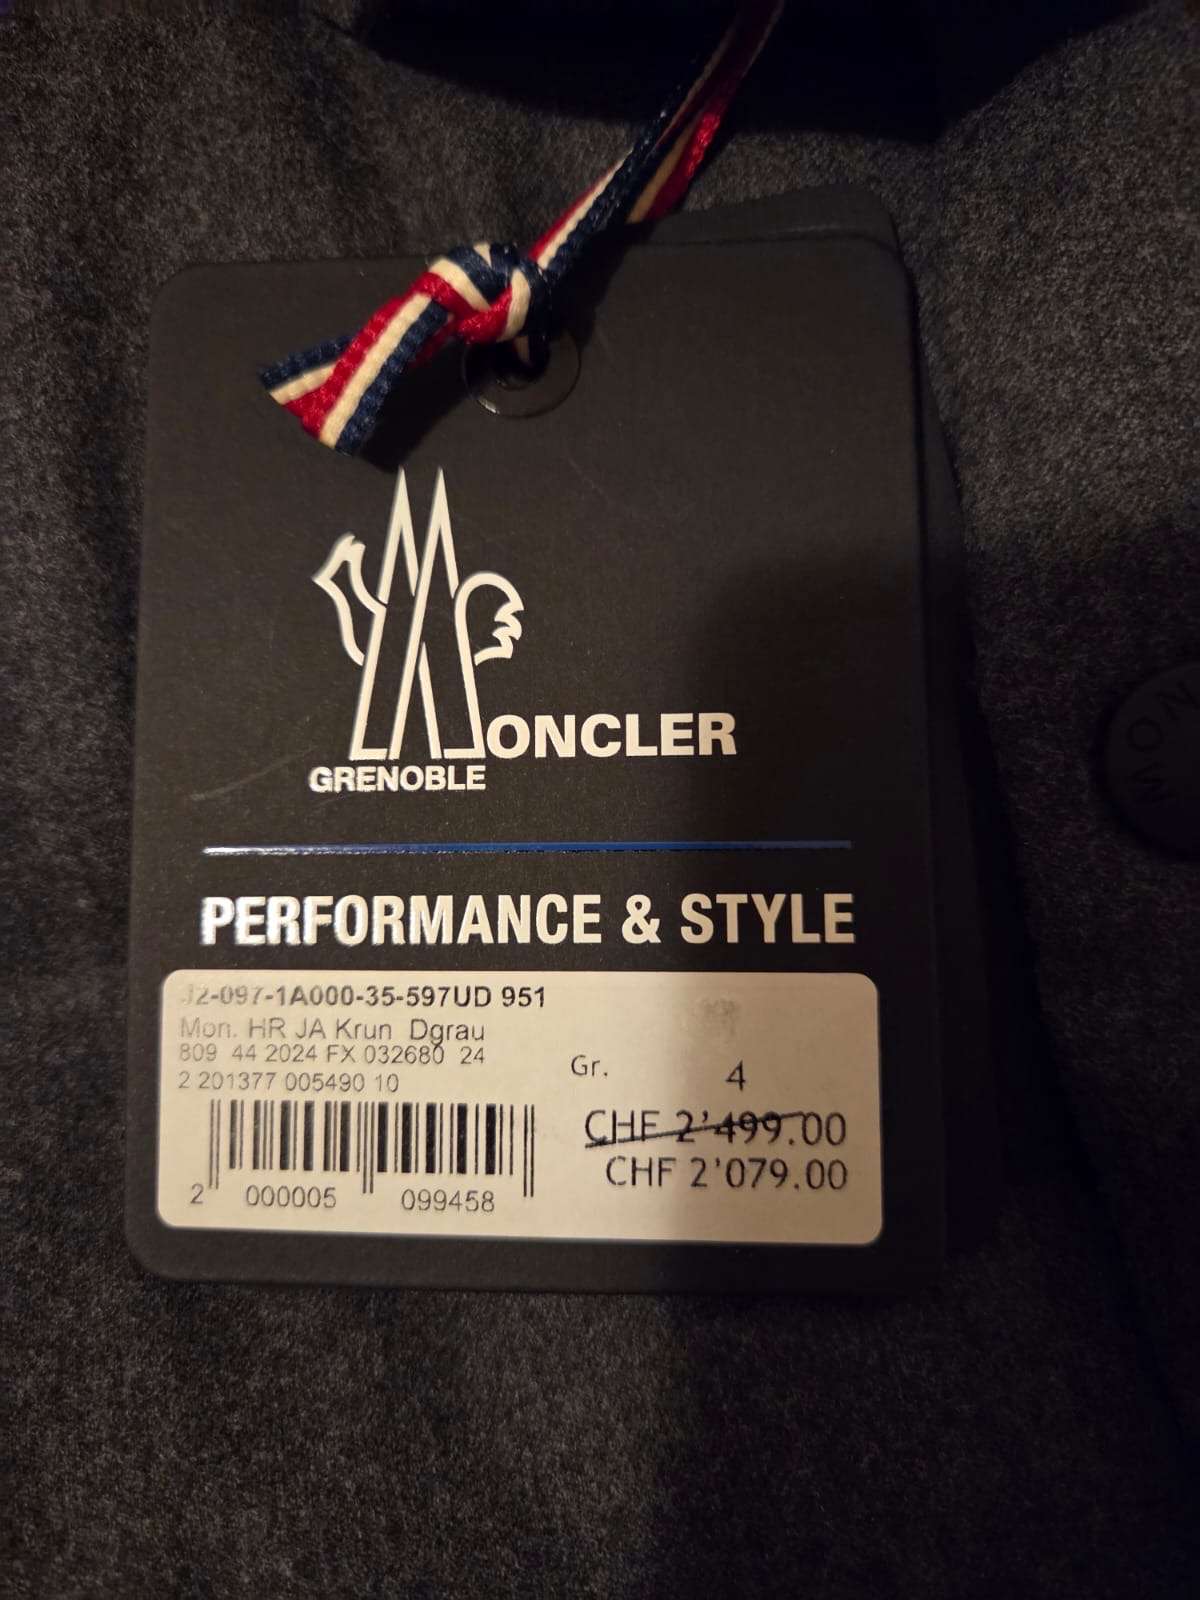 MONCLER
GRENOBLE
PERFORMANCE & STYLE
J2-097-1A000-35-597UD 951
Mon. HR JA Krun Dgrau
809 44 2024 FX 032680 24
2 201377 005490 10
Gr. 4
CHF 2'499.00
CHF 2'079.00
2 000005 099458